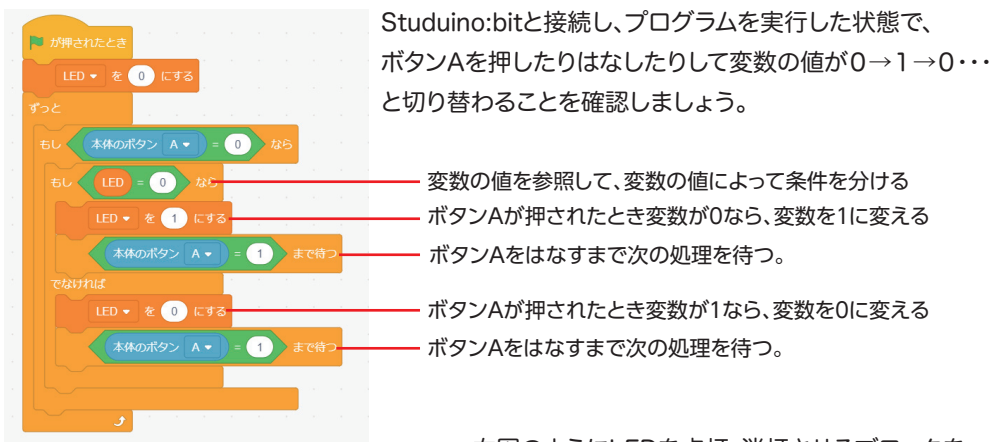 Studuino:bitと接続し、プログラムを実行した状態で、
ボタンAを押したりはなしたりして変数の値が0→1→0・・・
と切り替わることを確認しましょう。
が押されたとき
LED ▼ を 0 にする
ずっと
もし 本体のボタン A ▼ = 0 なら
もし LED = 0 なら
変数の値を参照して、変数の値によって条件を分ける
LED ▼ を 1 にする
ボタンAが押されたとき変数が0なら、変数を1に変える
本体のボタン A ▼ = 1 まで待つ
ボタンAをはなすまで次の処理を待つ。
でなければ
LED ▼ を 0 にする
ボタンAが押されたとき変数が1なら、変数を0に変える
本体のボタン A ▼ = 1 まで待つ
ボタンAをはなすまで次の処理を待つ。